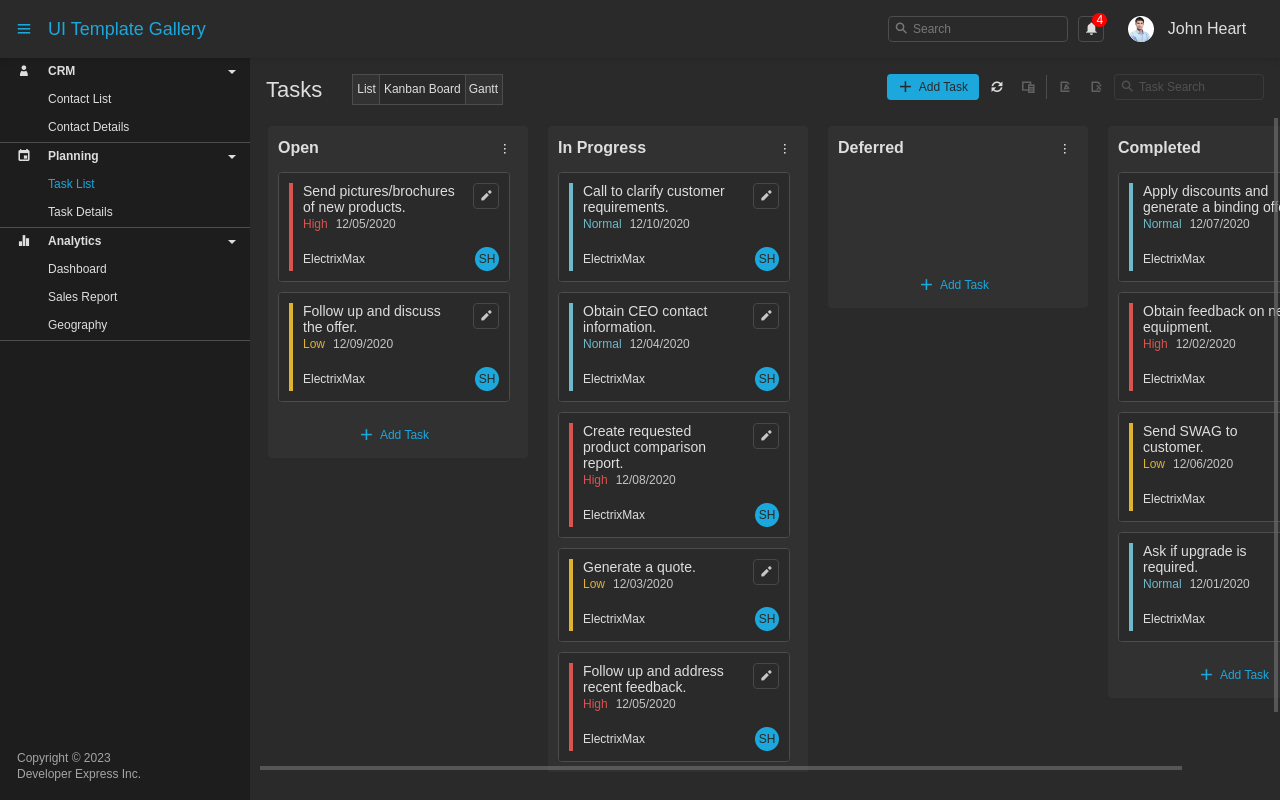 UI Template Gallery
Search
4
John Heart
CRM
Contact List
Contact Details
Planning
Task List
Task Details
Analytics
Dashboard
Sales Report
Geography
Copyright © 2023
Developer Express Inc.
Tasks
List
Kanban Board
Gantt
Add Task
Task Search
Open
Send pictures/brochures
of new products.
High 12/05/2020
ElectrixMax
SH
Follow up and discuss
the offer.
Low 12/09/2020
ElectrixMax
SH
Add Task
In Progress
Call to clarify customer
requirements.
Normal 12/10/2020
ElectrixMax
SH
Obtain CEO contact
information.
Normal 12/04/2020
ElectrixMax
SH
Create requested
product comparison
report.
High 12/08/2020
ElectrixMax
SH
Generate a quote.
Low 12/03/2020
ElectrixMax
SH
Follow up and address
recent feedback.
High 12/05/2020
ElectrixMax
SH
Deferred
Add Task
Completed
Apply discounts and
generate a binding
Normal 12/07/2020
ElectrixMax
Obtain feedback on
equipment.
High 12/02/2020
ElectrixMax
Send SWAG to
customer.
Low 12/06/2020
ElectrixMax
Ask if upgrade is
required.
Normal 12/01/2020
ElectrixMax
Add Task